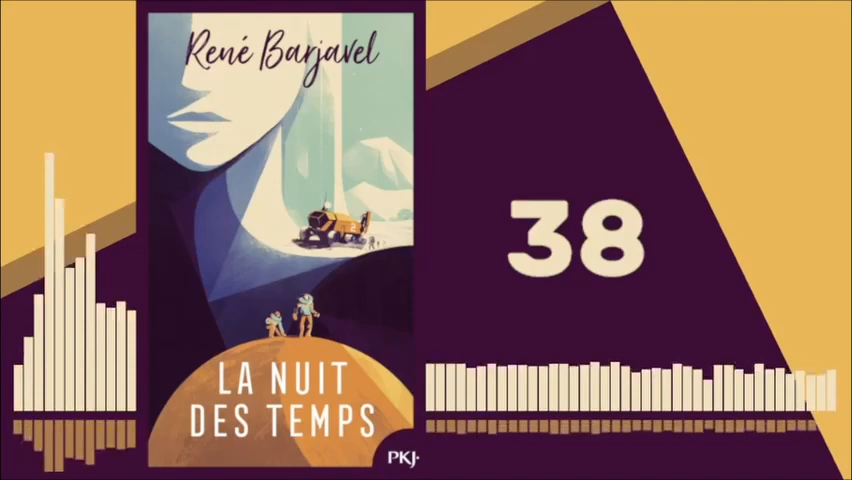 René Barjavel
38
LA NUIT
DES TEMPS
PKJ·